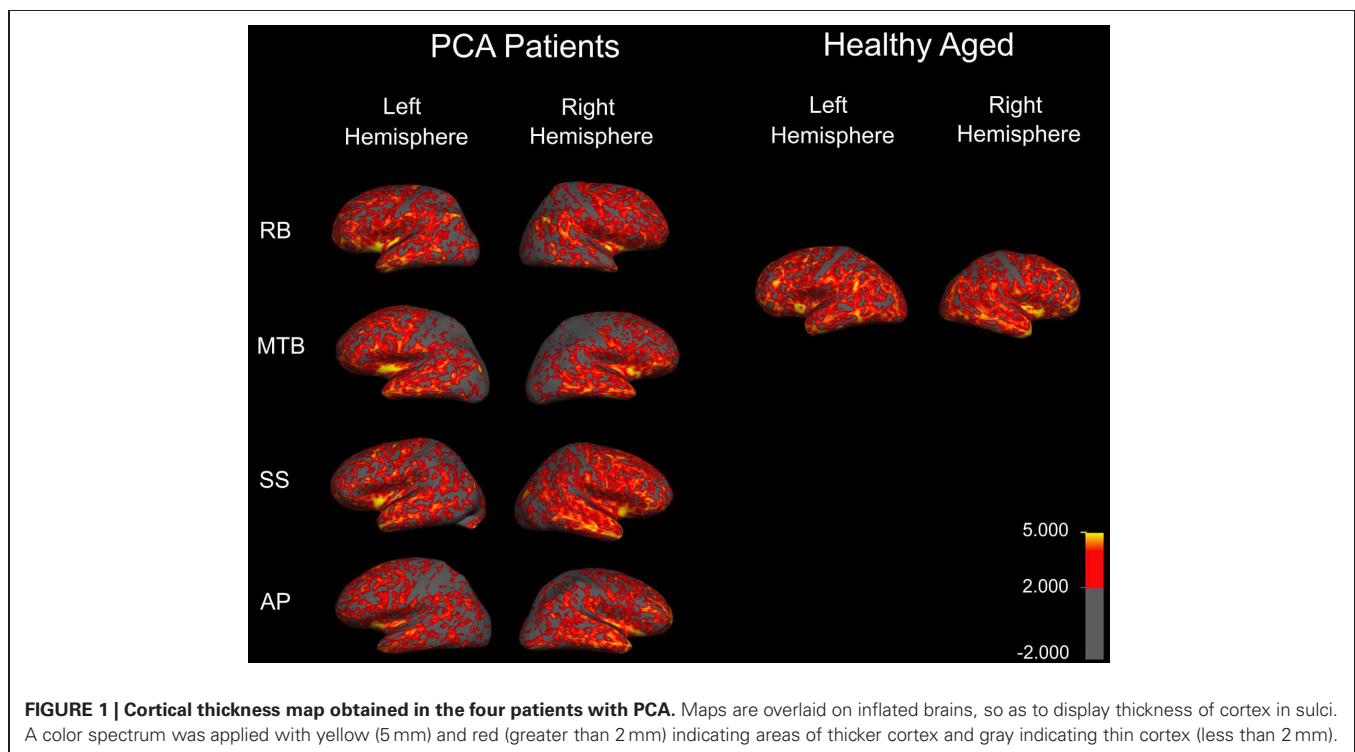 PCA Patients
Healthy Aged
Left
Hemisphere
Right
Hemisphere
Left
Hemisphere
Right
Hemisphere
RB
MTB
SS
AP
5.000
2.000
-2.000
FIGURE 1 | Cortical thickness map obtained in the four patients with PCA. Maps are overlaid on inflated brains, so as to display thickness of cortex in sulci.
A color spectrum was applied with yellow (5 mm) and red (greater than 2 mm) indicating areas of thicker cortex and gray indicating thin cortex (less than 2 mm).